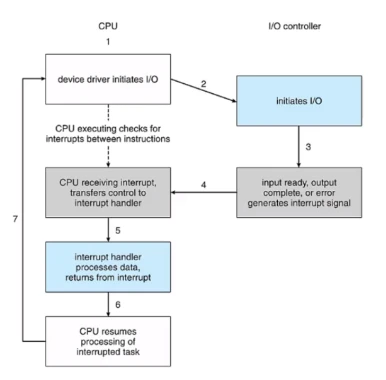 CPU
I/O controller
1
device driver initiates I/O
2
initiates I/O
CPU executing checks for
interrupts between instructions
3
CPU receiving interrupt,
transfers control to
interrupt handler
4
input ready, output
complete, or error
generates interrupt signal
7
5
interrupt handler
processes data,
returns from interrupt
6
CPU resumes
processing of
interrupted task